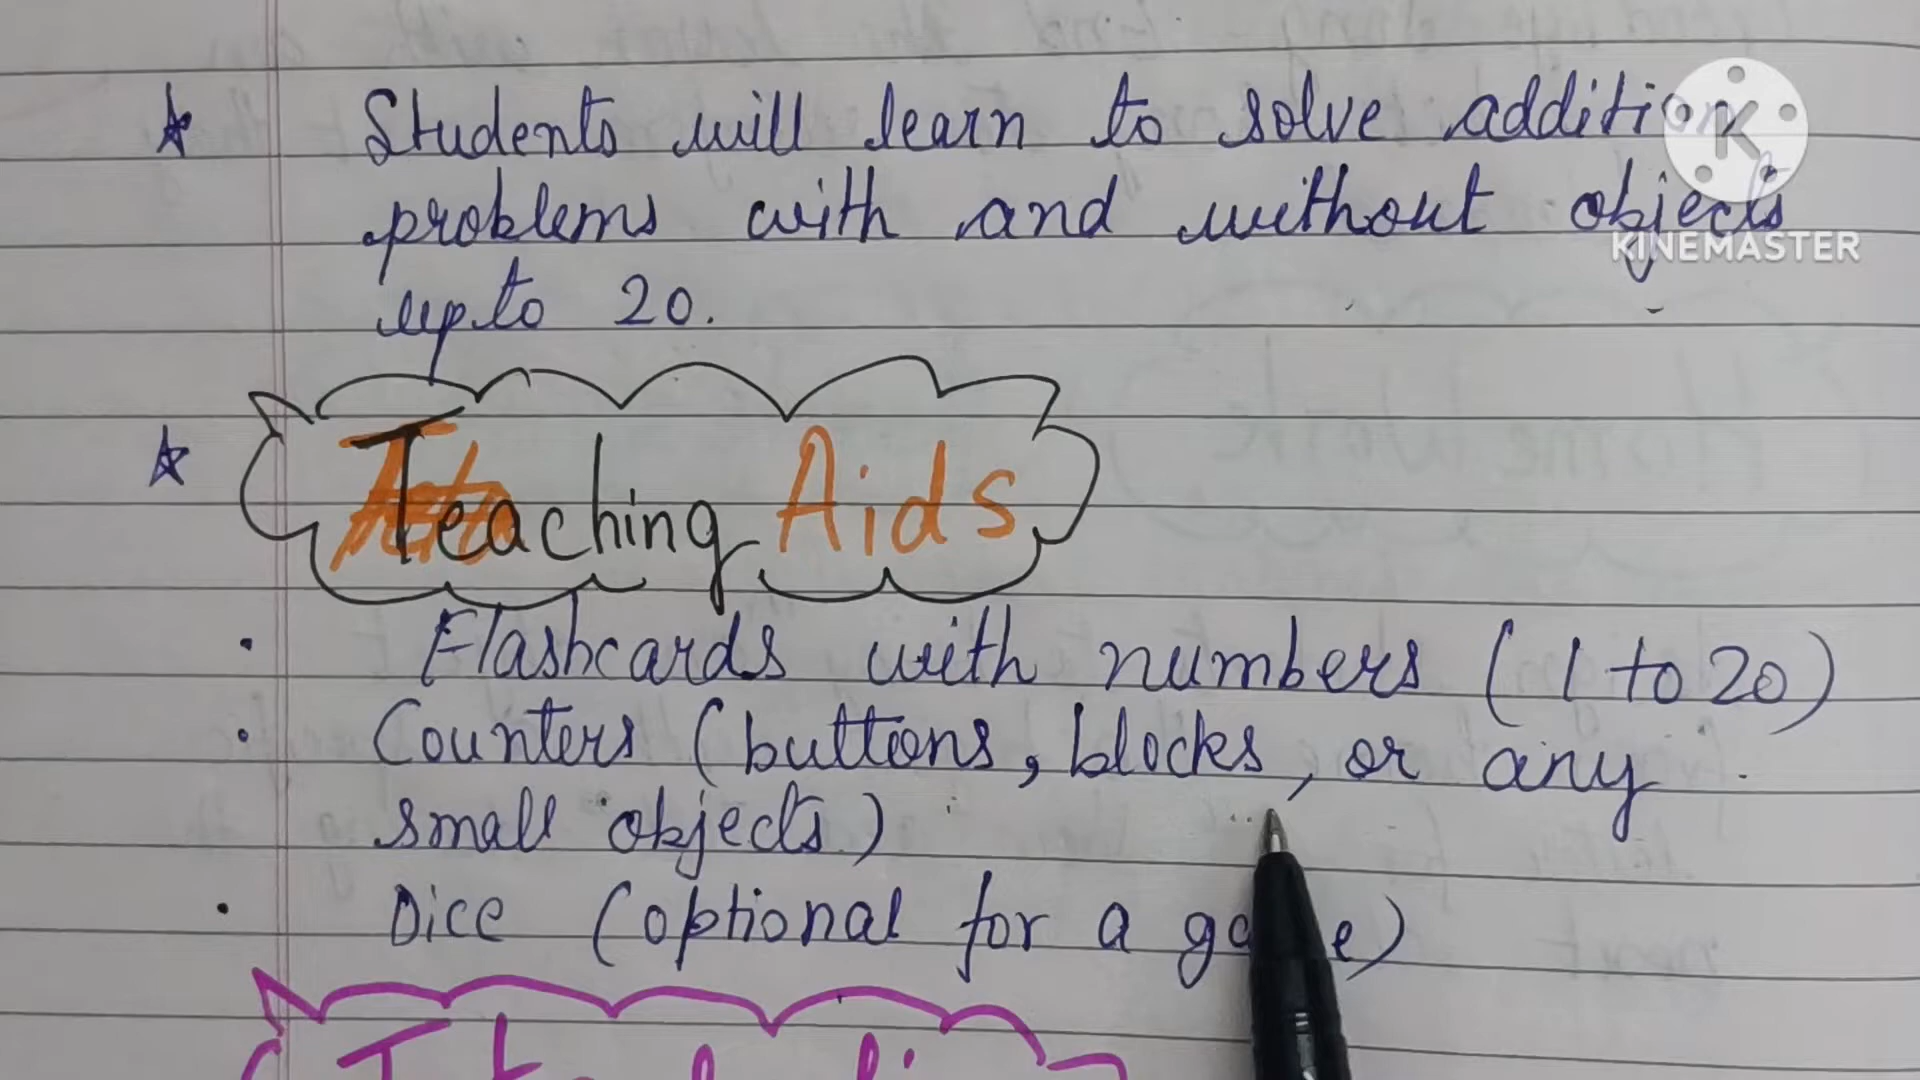 Students will learn to solve addition
problems with and without objects
upto 20.
Teaching Aids
Flashcards with numbers (1 to 20)
Counters (buttons, blocks, or any
small objects)
Dice (optional for a game)
K
KINEMASTER